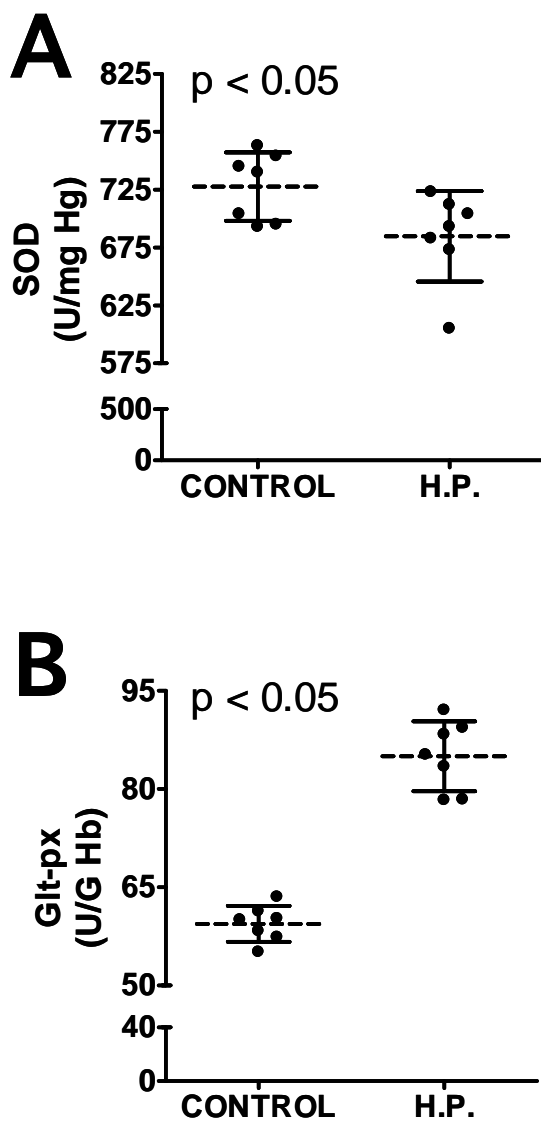 A
p < 0.05
825
775
725
675
625
575
500
0
SOD
(U/mg Hg)
CONTROL H.P.
B
p < 0.05
95
80
65
50
40
0
Glt-px
(U/G Hb)
CONTROL H.P.